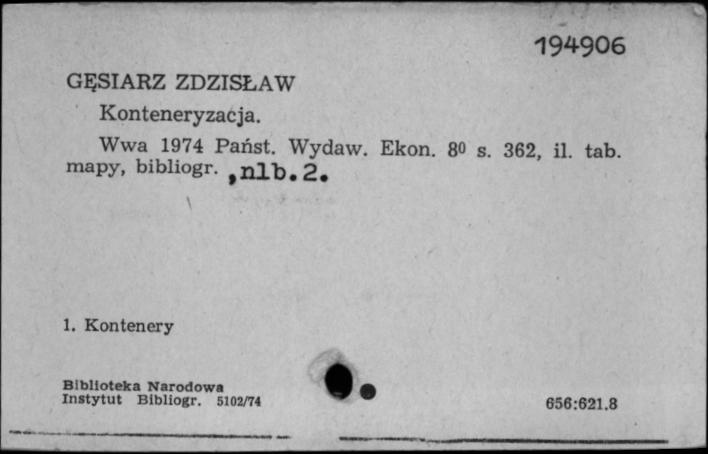 194906
GĘSIARZ ZDZISŁAW
Konteneryzacja.
Wwa 1974 Państ. Wydaw. Ekon. 8⁰ s. 362, il. tab.
mapy, bibliogr. ,nlb.2.
1. Kontenery
Biblioteka Narodowa
Instytut Bibliogr. 5102/74
656:621.8